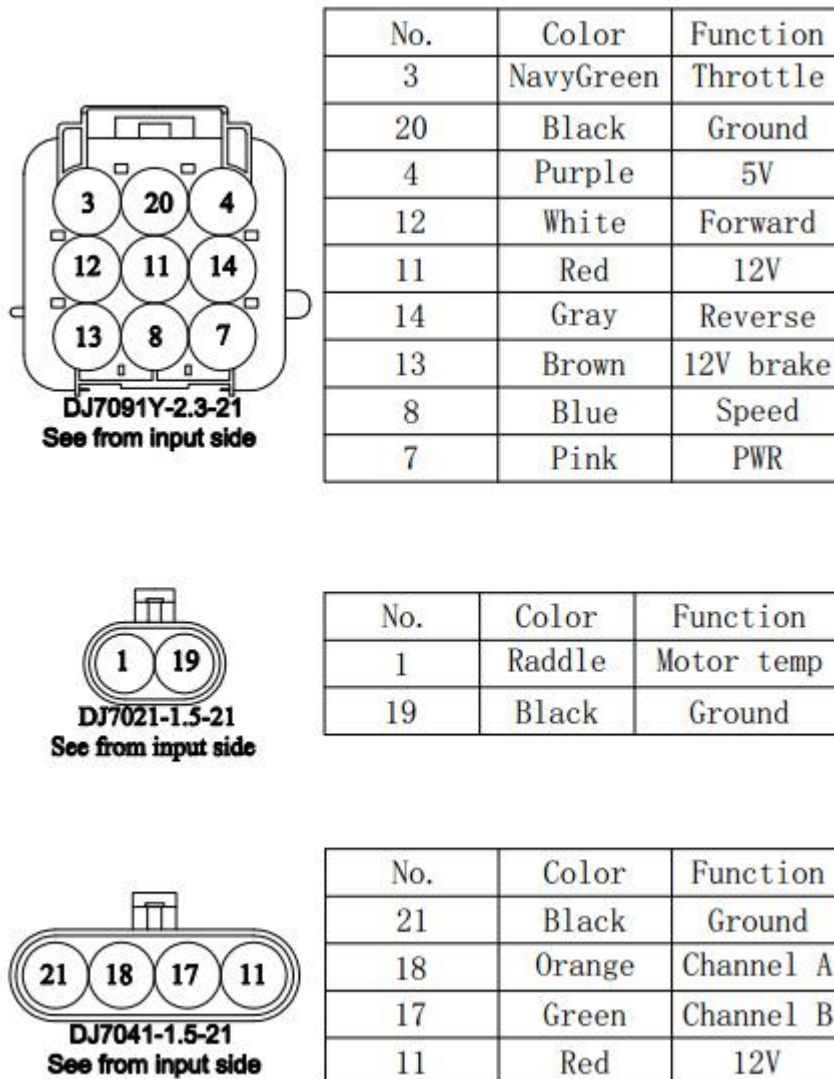 No. Color Function
3 NavyGreen Throttle
20 Black Ground
4 Purple 5V
12 White Forward
11 Red 12V
14 Gray Reverse
13 Brown 12V brake
8 Blue Speed
7 Pink PWR
3 20 4
12 11 14
13 8 7
DJ7091Y-2.3-21
See from input side
No. Color Function
1 Raddle Motor temp
19 Black Ground
1 19
DJ7021-1.5-21
See from input side
No. Color Function
21 Black Ground
18 Orange Channel A
17 Green Channel B
11 Red 12V
21 18 17 11
DJ7041-1.5-21
See from input side